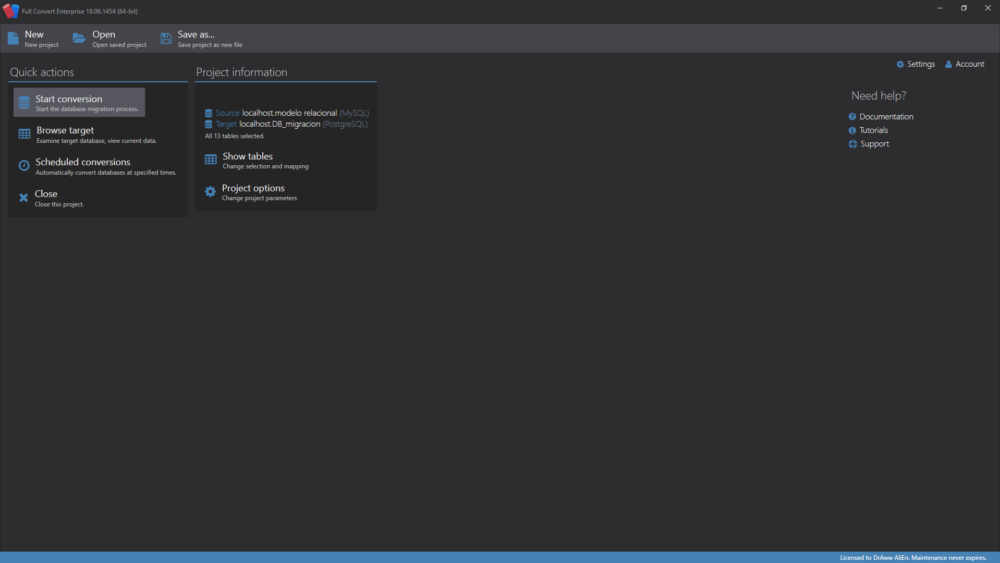 Full Convert Enterprise 18.06.1454 (64-bit)
New
New project
Open
Open saved project
Save as...
Save project as new file
Settings
Account
Quick actions
Start conversion
Start the database migration process.
Browse target
Examine target database, view current data.
Scheduled conversions
Automatically convert databases at specified times.
Close
Close this project.
Project information
Source localhost.modelo relacional (MySQL)
Target localhost.DB_migracion (PostgreSQL)
All 13 tables selected.
Show tables
Change selection and mapping
Project options
Change project parameters
Need help?
Documentation
Tutorials
Support
Licensed to DrAww AliEn. Maintenance never expires.